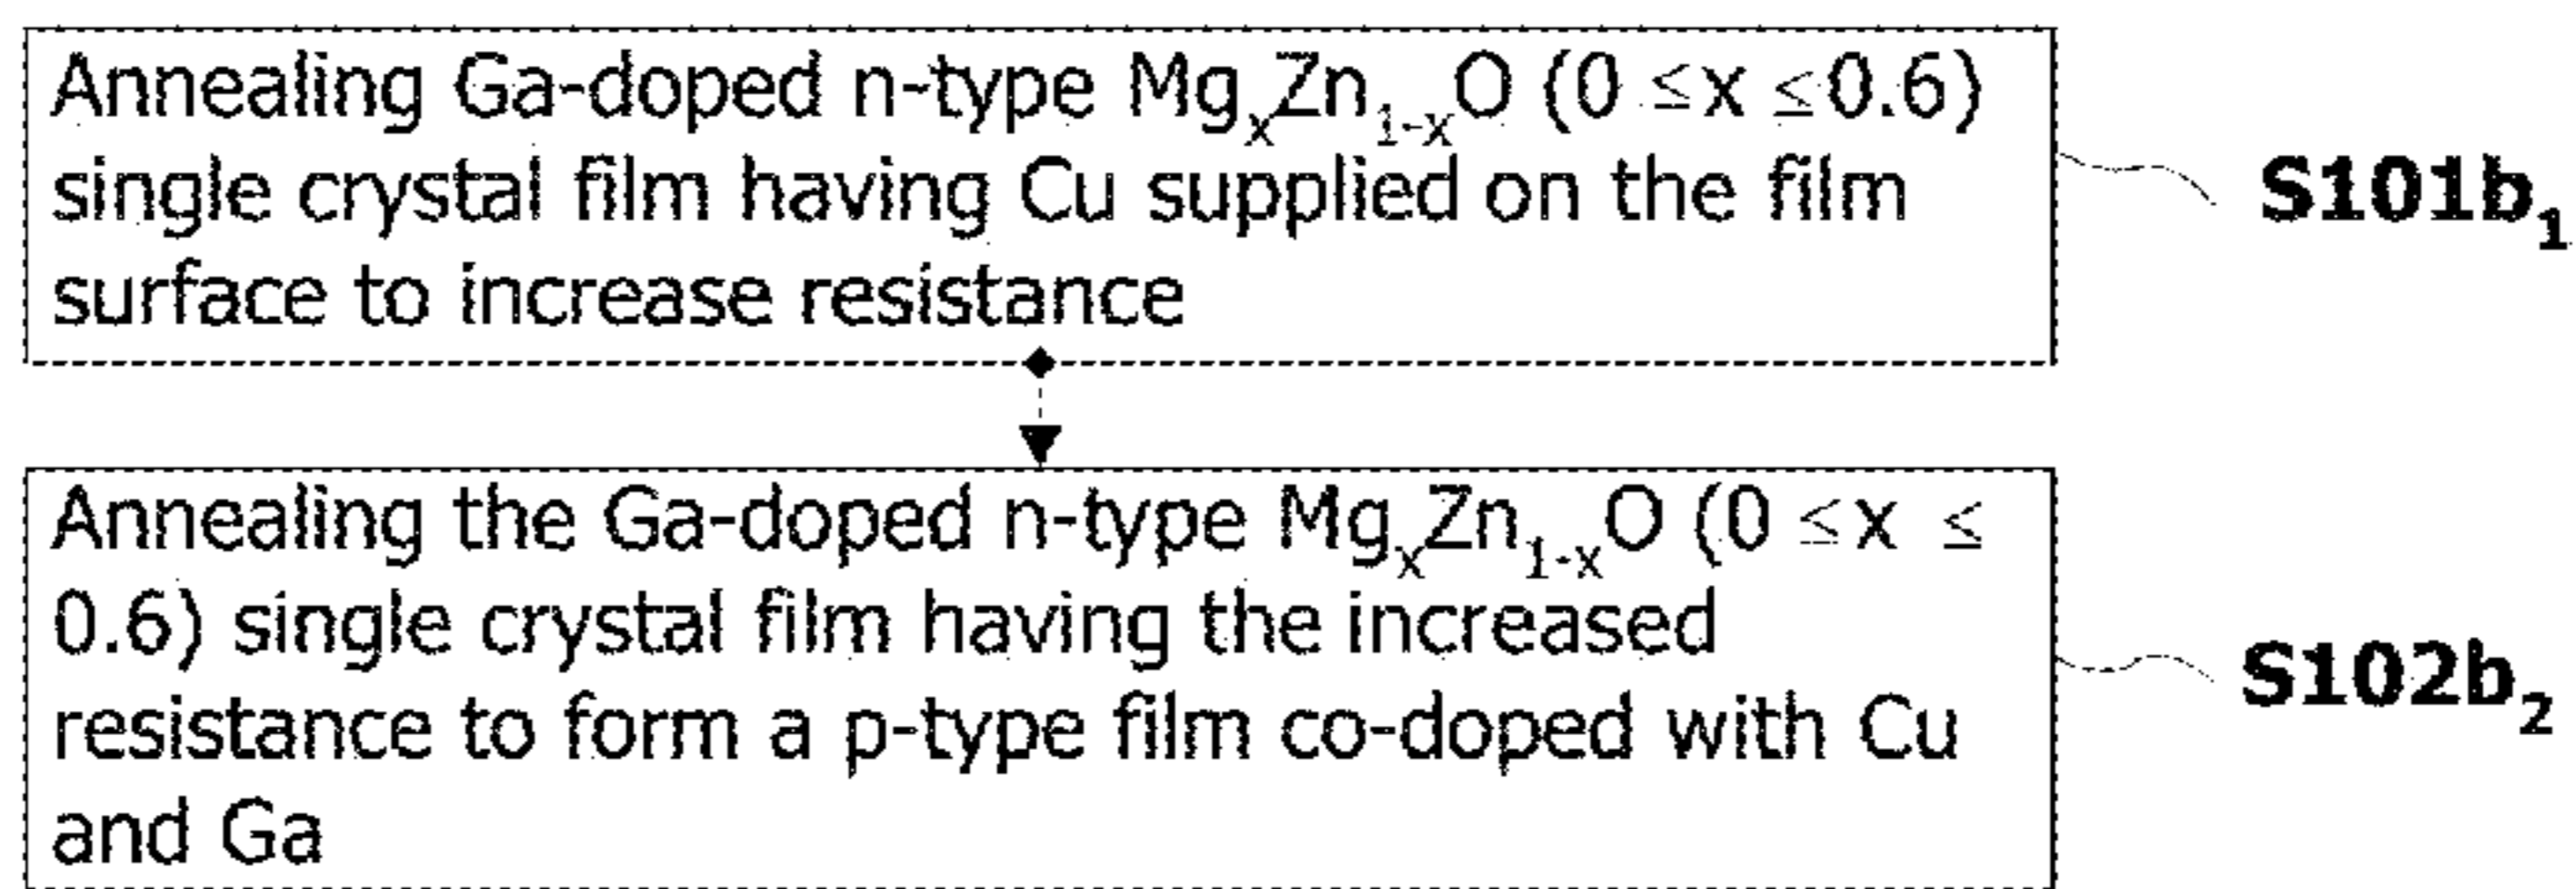 Annealing Ga-doped n-type MgₓZn₁₋ₓO (0 ≤x ≤0.6)
single crystal film having Cu supplied on the film
surface to increase resistance
S101b₁
Annealing the Ga-doped n-type MgₓZn₁₋ₓO (0 ≤x ≤
0.6) single crystal film having the increased
resistance to form a p-type film co-doped with Cu
and Ga
S102b₂